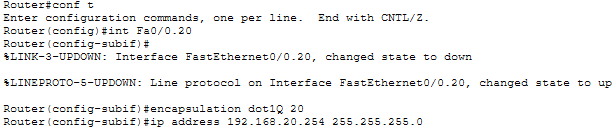 Router#conf t
Enter configuration commands, one per line.  End with CNTL/Z.
Router(config)#int Fa0/0.20
Router(config-subif)#
%LINK-3-UPDOWN: Interface FastEthernet0/0.20, changed state to down
%LINEPROTO-5-UPDOWN: Line protocol on Interface FastEthernet0/0.20, changed state to up
Router(config-subif)#encapsulation dot1Q 20
Router(config-subif)#ip address 192.168.20.254 255.255.255.0